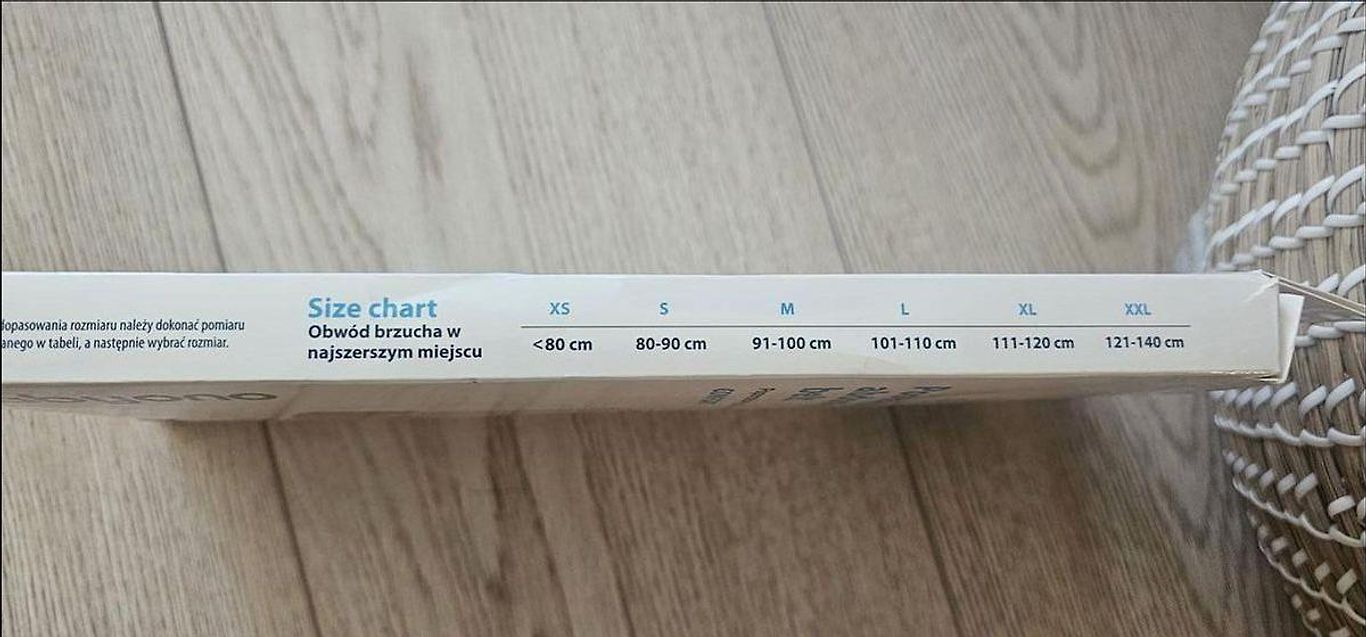 dopasowania rozmiaru należy dokonać pomiaru
anego w tabeli, a następnie wybrać rozmiar.
Size chart
Obwód brzucha w
najszerszym miejscu
XS S M L XL XXL
<80 cm 80-90 cm 91-100 cm 101-110 cm 111-120 cm 121-140 cm